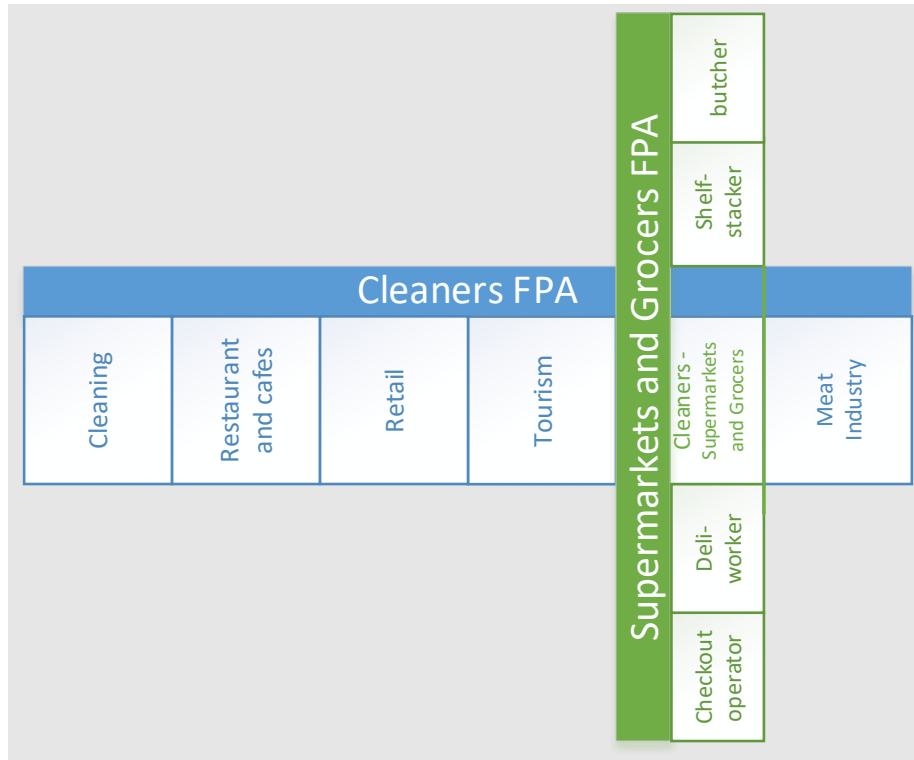 butcher
Shelf-
stacker
Supermarkets and Grocers FPA
Cleaners FPA
Cleaning
Restaurant
and cafes
Retail
Tourism
Cleaners -
Supermarkets
and Grocers
Meat
Industry
Deli-
worker
Checkout
operator